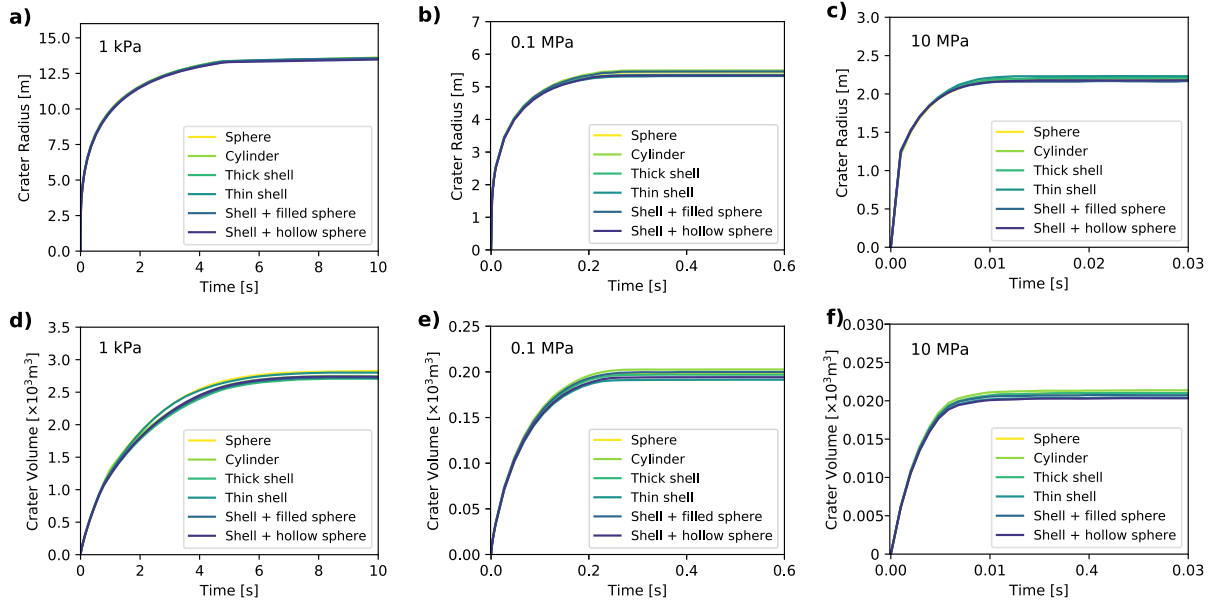 a)
1 kPa
Crater Radius [m]
15.0
12.5
10.0
7.5
5.0
2.5
0.0
Sphere
Cylinder
Thick shell
Thin shell
Shell + filled sphere
Shell + hollow sphere
0 2 4 6 8 10
Time [s]
b)
0.1 MPa
Crater Radius [m]
7
6
5
4
3
2
1
0
Sphere
Cylinder
Thick shell
Thin shell
Shell + filled sphere
Shell + hollow sphere
0.0 0.2 0.4 0.4 0.6
Time [s]
c)
10 MPa
Crater Radius [m]
3.0
2.5
2.0
1.5
1.0
0.5
0.0
Sphere
Cylinder
Thick shell
Thin shell
Shell + filled sphere
Shell + hollow sphere
0.00 0.01 0.02 0.03
Time [s]
d)
1 kPa
Crater Volume [×10³m³]
3.5
3.0
2.5
2.0
1.5
1.0
0.5
0.0
Sphere
Cylinder
Thick shell
Thin shell
Shell + filled sphere
Shell + hollow sphere
0 2 4 6 8 10
Time [s]
e)
0.1 MPa
Crater Volume [×10³m³]
0.25
0.20
0.15
0.10
0.05
0.00
Sphere
Cylinder
Thick shell
Thin shell
Shell + filled sphere
Shell + hollow sphere
0.0 0.2 0.4 0.6
Time [s]
f)
10 MPa
Crater Volume [×10³m³]
0.030
0.025
0.020
0.015
0.010
0.005
0
Sphere
Cylinder
Thick shell
Thin shell
Shell + filled sphere
Shell + hollow sphere
0.00 0.01 0.4 0.03
Time [s]